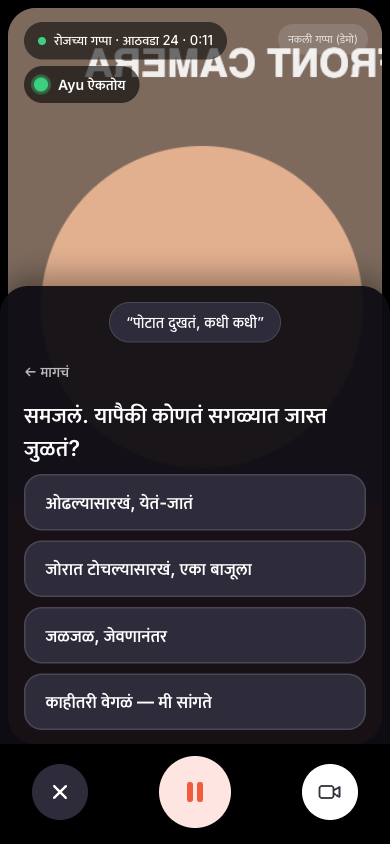 रोजच्या गप्पा · आठवडा 24 · 0:11
नकली गप्पा (डेमो)
FRONT CAMERA
Ayu ऐकतोय
“पोटात दुखतं, कधी कधी”
← मागचं
समजलं. यापैकी कोणतं सगळ्यात जास्त
जुळतं?
ओढल्यासारखं, येतं-जातं
जोरात टोचल्यासारखं, एका बाजूला
जळजळ, जेवणानंतर
काहीतरी वेगळं — मी सांगते